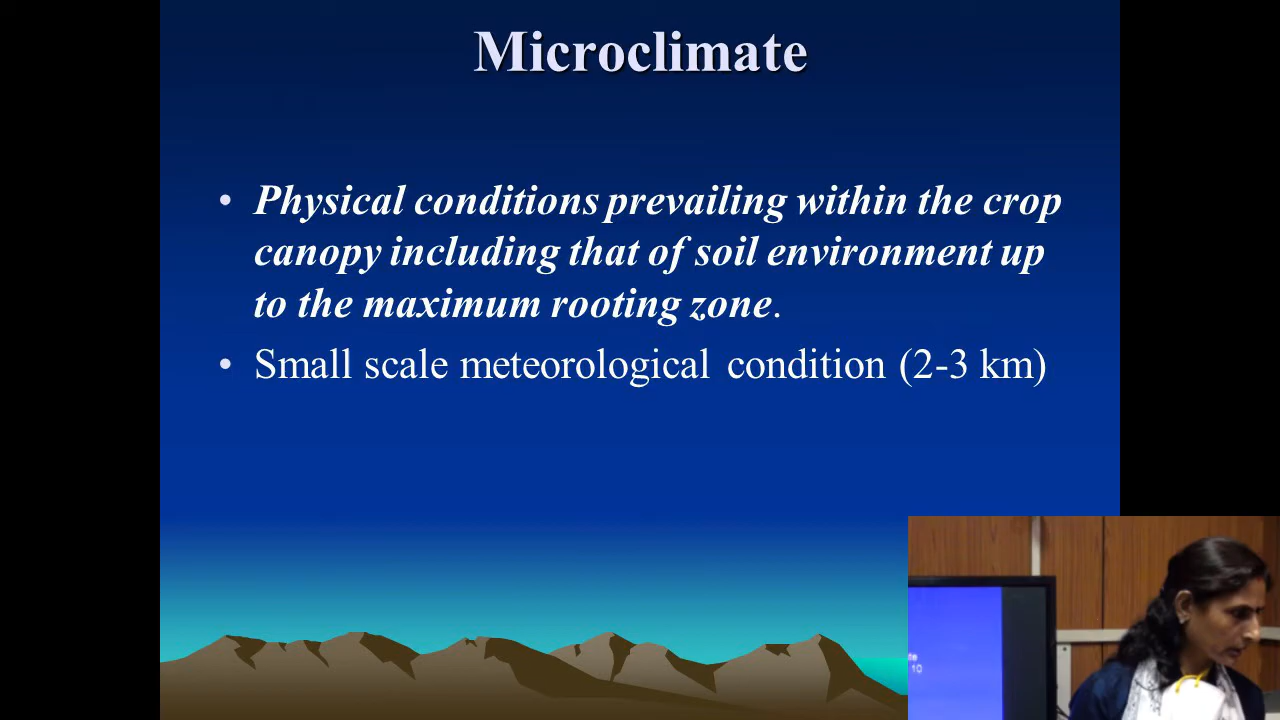 Microclimate
• Physical conditions prevailing within the crop
canopy including that of soil environment up
to the maximum rooting zone.
• Small scale meteorological condition (2-3 km)
10